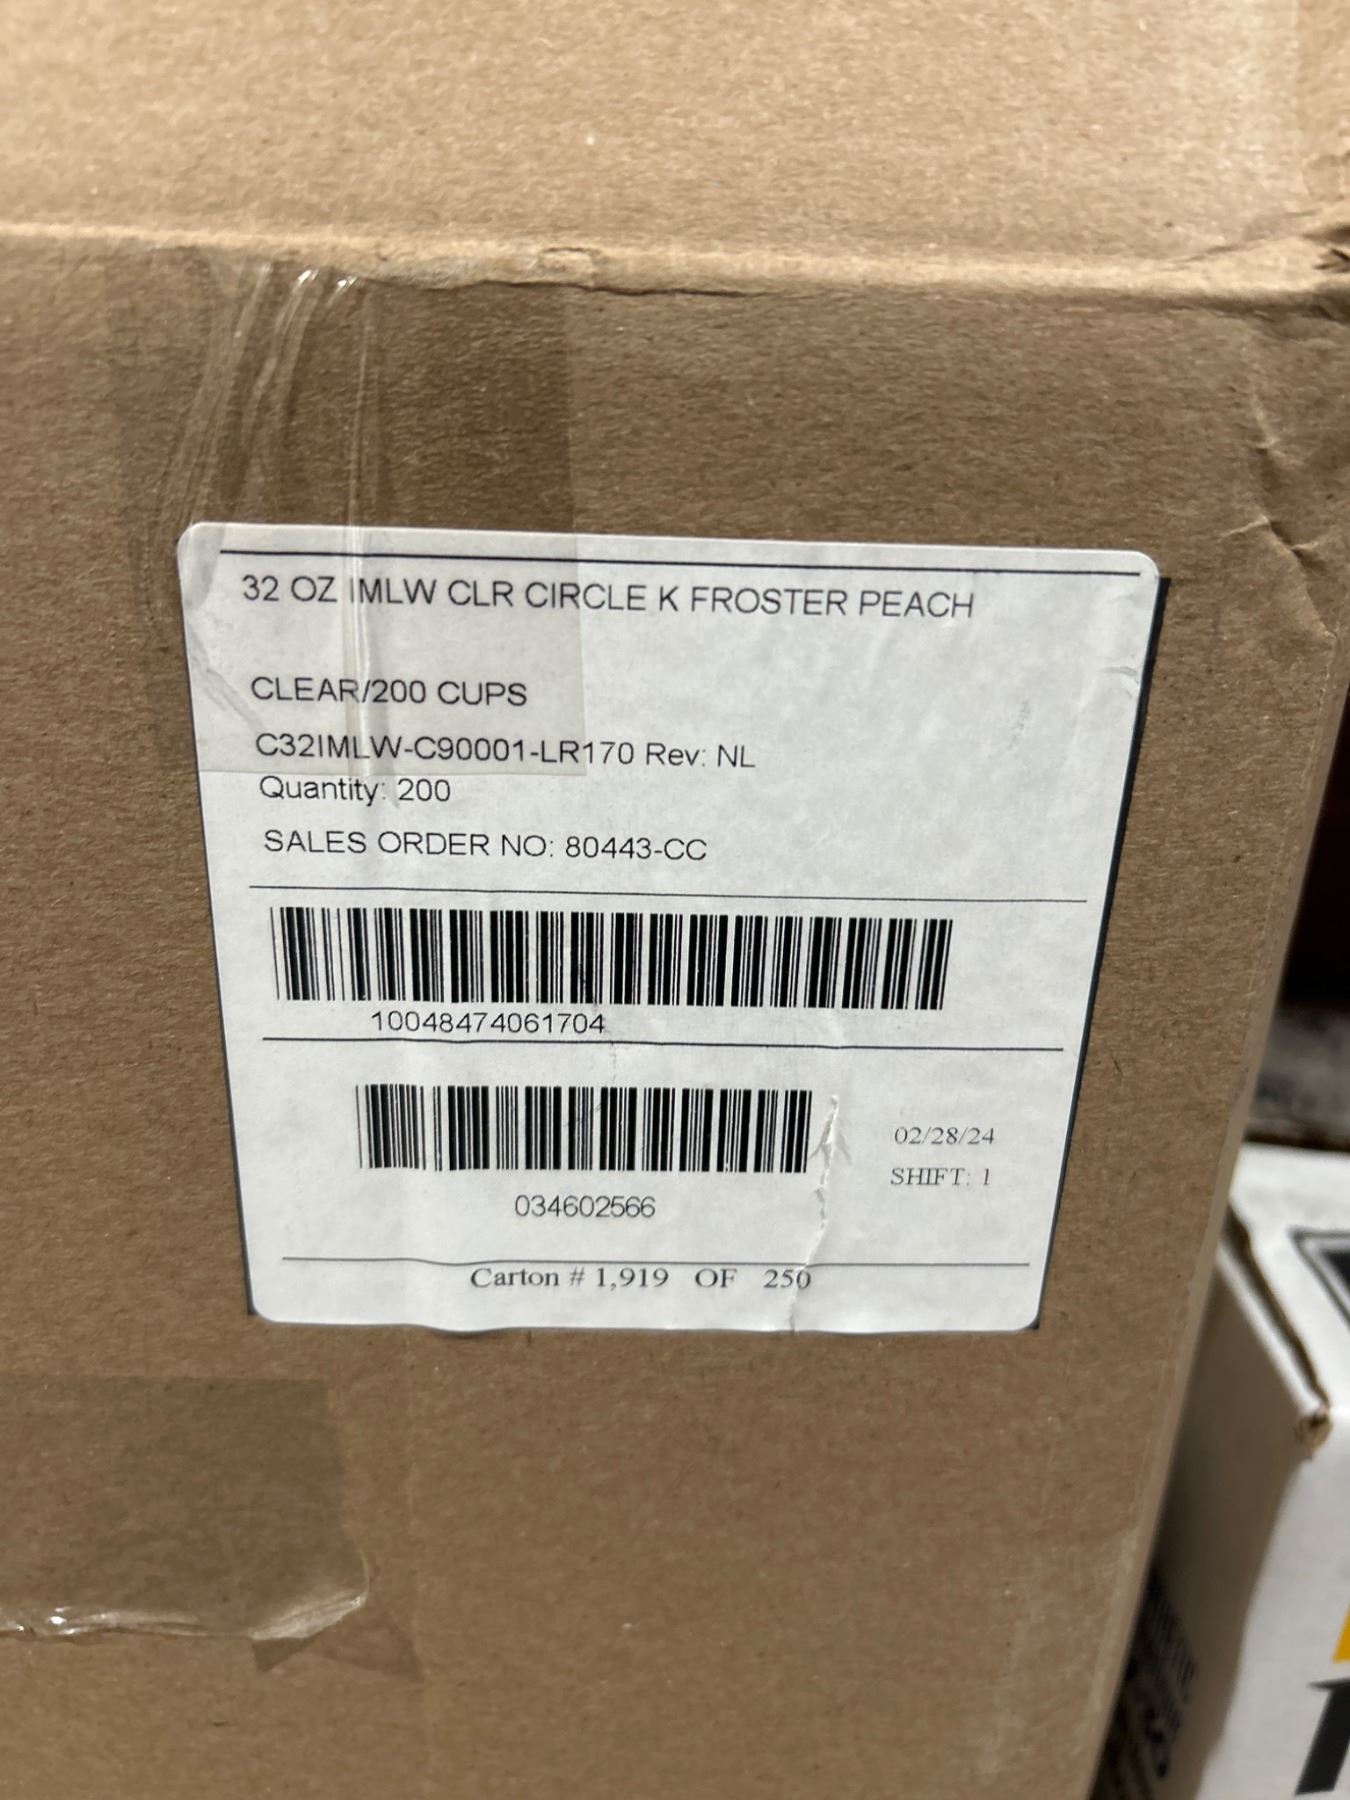 32 OZ IMLW CLR CIRCLE K FROSTER PEACH
CLEAR/200 CUPS
C32IMLW-C90001-LR170 Rev: NL
Quantity: 200
SALES ORDER NO: 80443-CC
10048474061704
02/28/24
SHIFT: 1
034602566
Carton # 1,919 OF 250